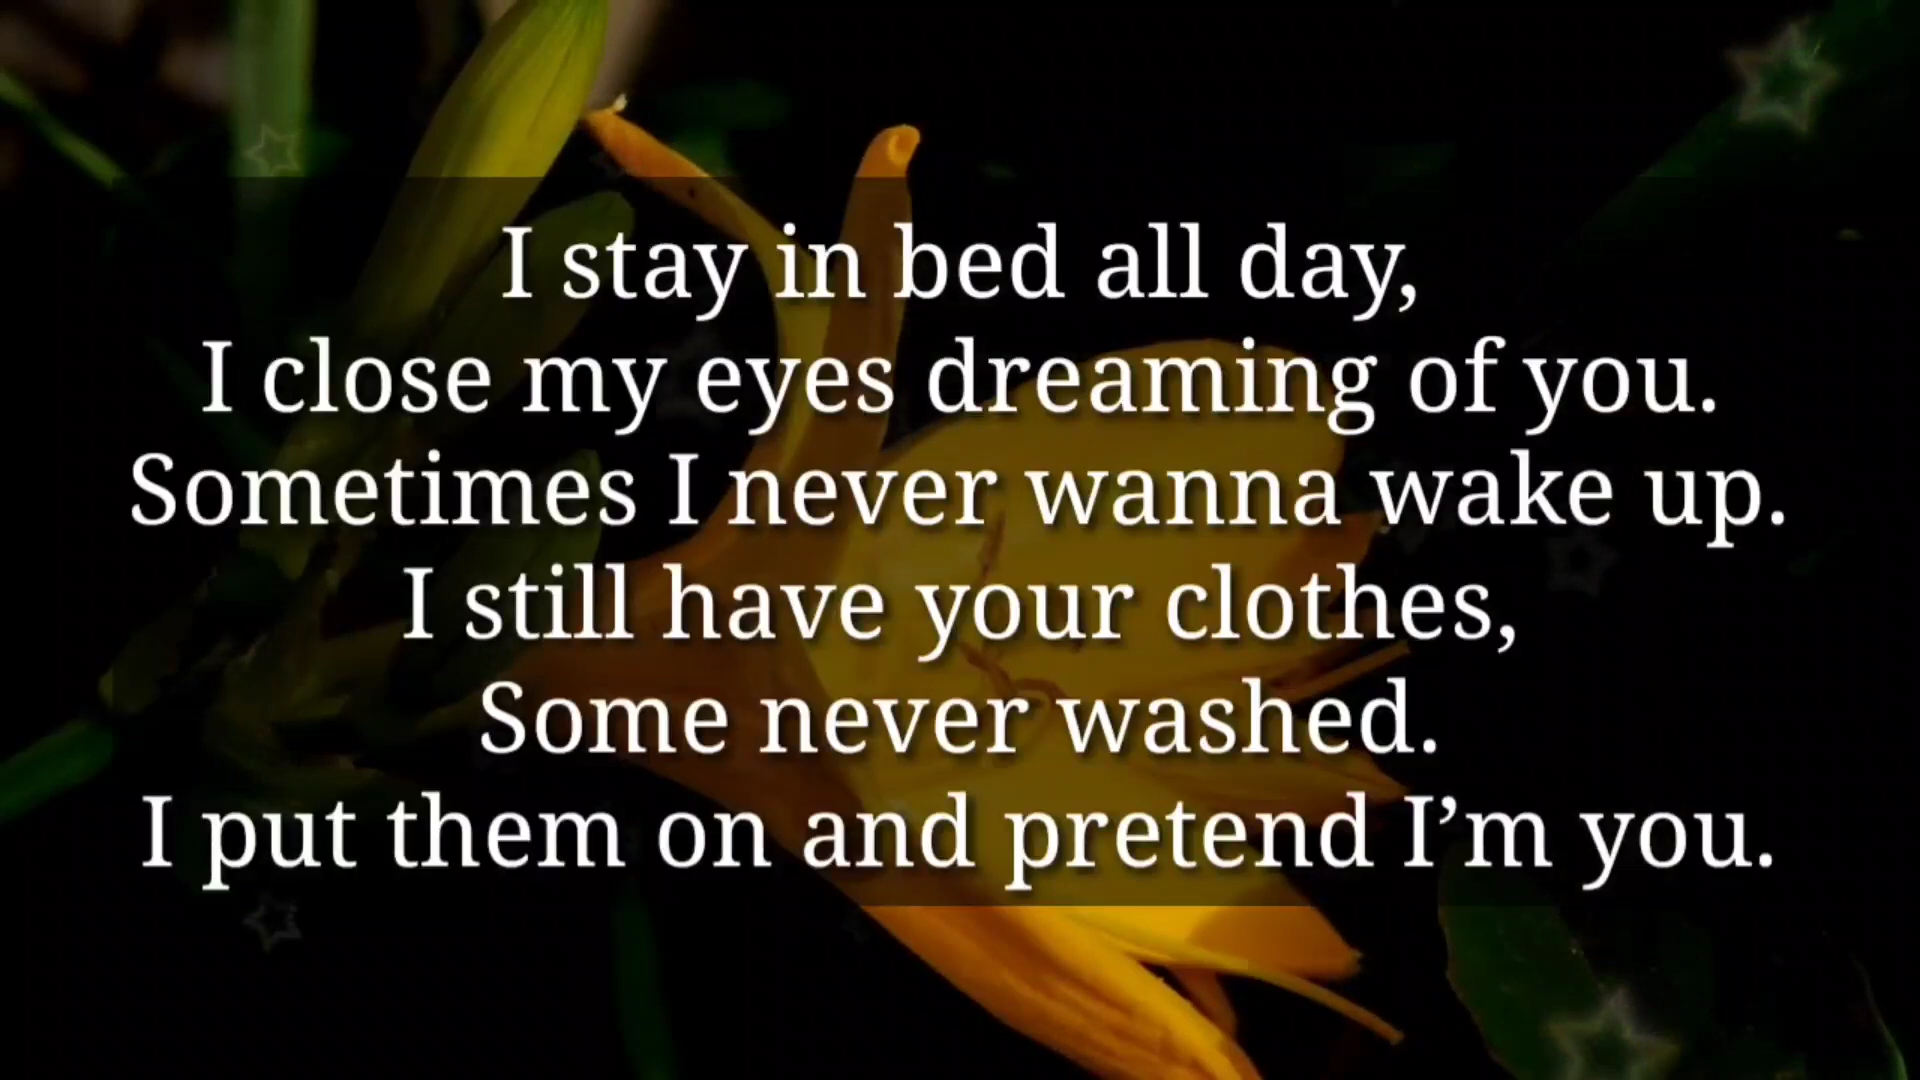 I stay in bed all day,
I close my eyes dreaming of you.
Sometimes I never wanna wake up.
I still have your clothes,
Some never washed.
I put them on and pretend I’m you.